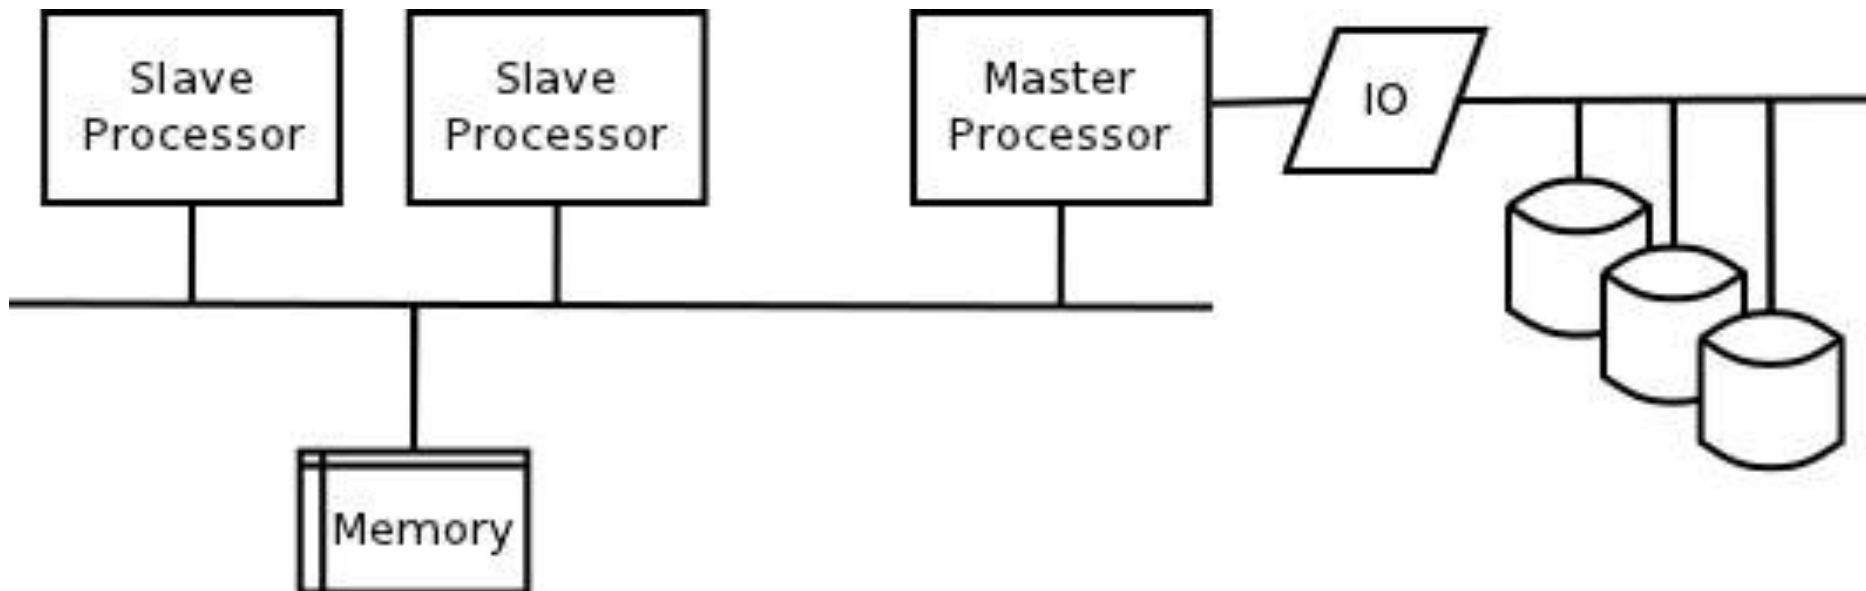 Slave
Processor
Slave
Processor
Master
Processor
IO
Memory